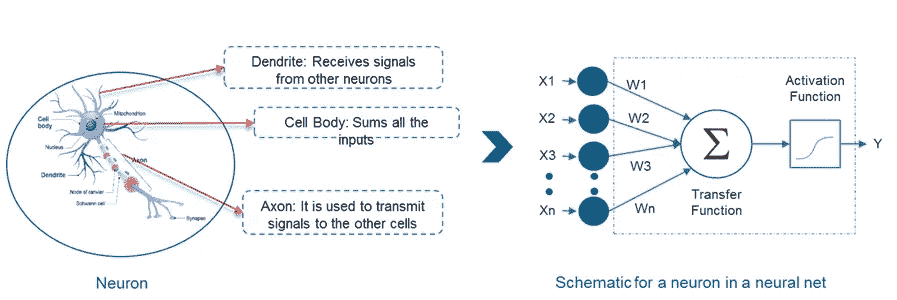 Dendrite: Receives signals
from other neurons
Cell
body
Mitochondrion
Cell Body: Sums all the
inputs
Nucleus
Axon
Dendrite
Node of ranvier
Schwann cell
Synapse
Axon: It is used to transmit
signals to the other cells
Neuron
X1
W1
X2
W2
X3
W3
Xn
Wn
Σ
Transfer
Function
Activation
Function
Y
Schematic for a neuron in a neural net